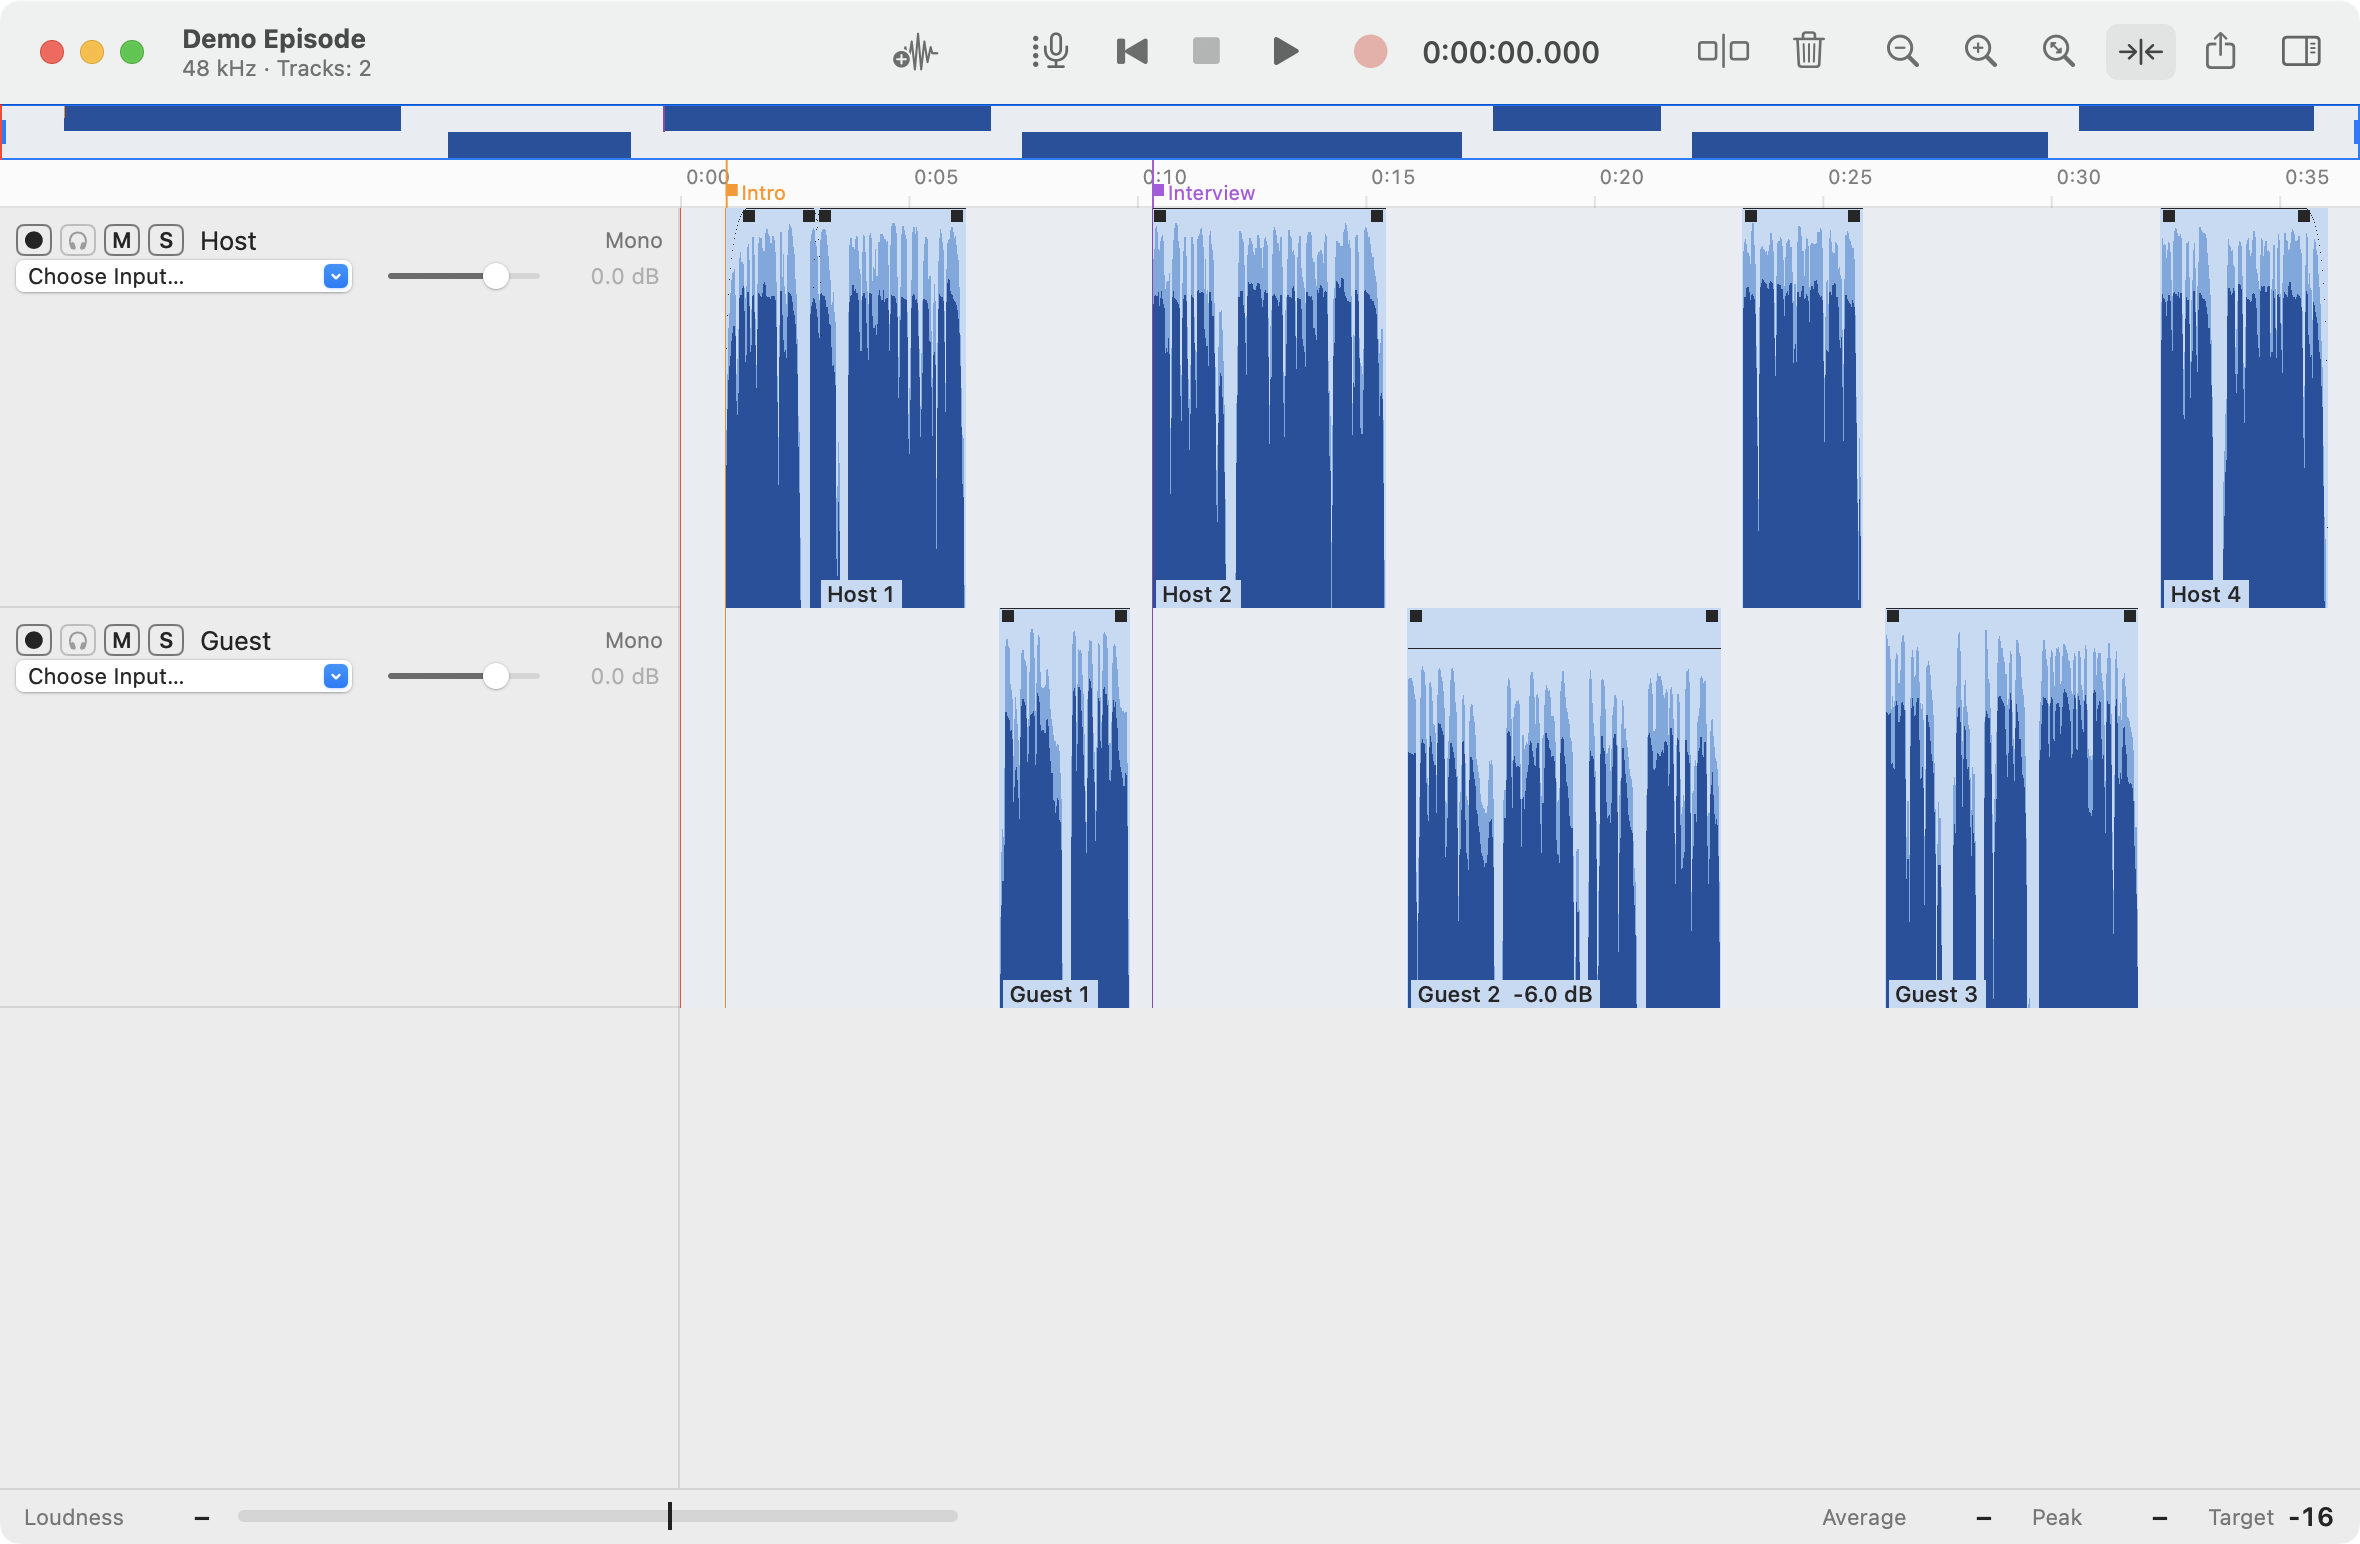 Demo Episode
48 kHz · Tracks: 2
0:00:00.000
0:00 0:05 0:10 0:15 0:20 0:25 0:30 0:35
Intro Interview
M S Host Mono
Choose Input... 0.0 dB
Host 1 Host 2 Host 4
M S Guest Mono
Choose Input... 0.0 dB
Guest 1 Guest 2 -6.0 dB Guest 3
Loudness – Average – Peak – Target -16